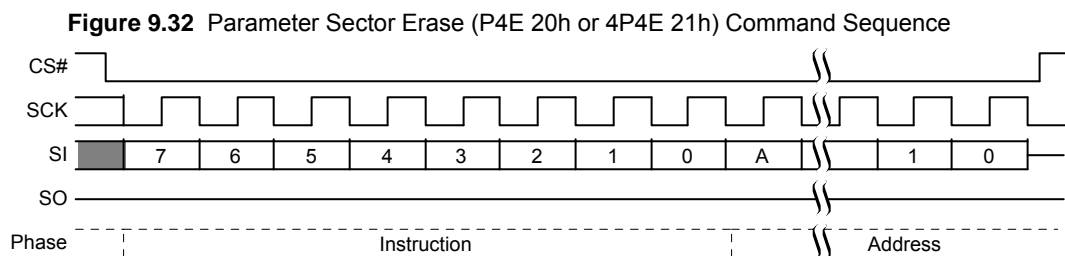 Figure 9.32 Parameter Sector Erase (P4E 20h or 4P4E 21h) Command Sequence
CS#
SCK
SI 7 6 5 4 3 2 1 0 A 1 0
SO
Phase Instruction Address